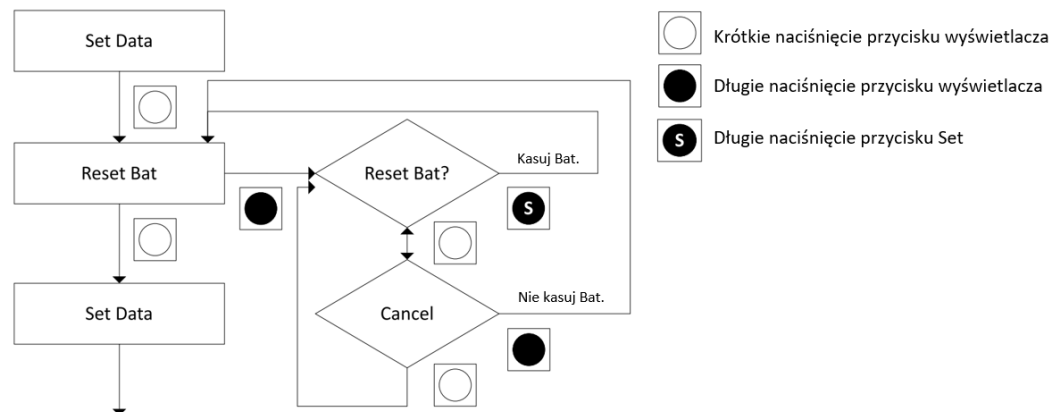 Set Data
Krótkie naciśnięcie przycisku wyświetlacza
Długie naciśnięcie przycisku wyświetlacza
S
Długie naciśnięcie przycisku Set
Reset Bat
Reset Bat?
Kasuj Bat.
S
Set Data
Cancel
Nie kasuj Bat.